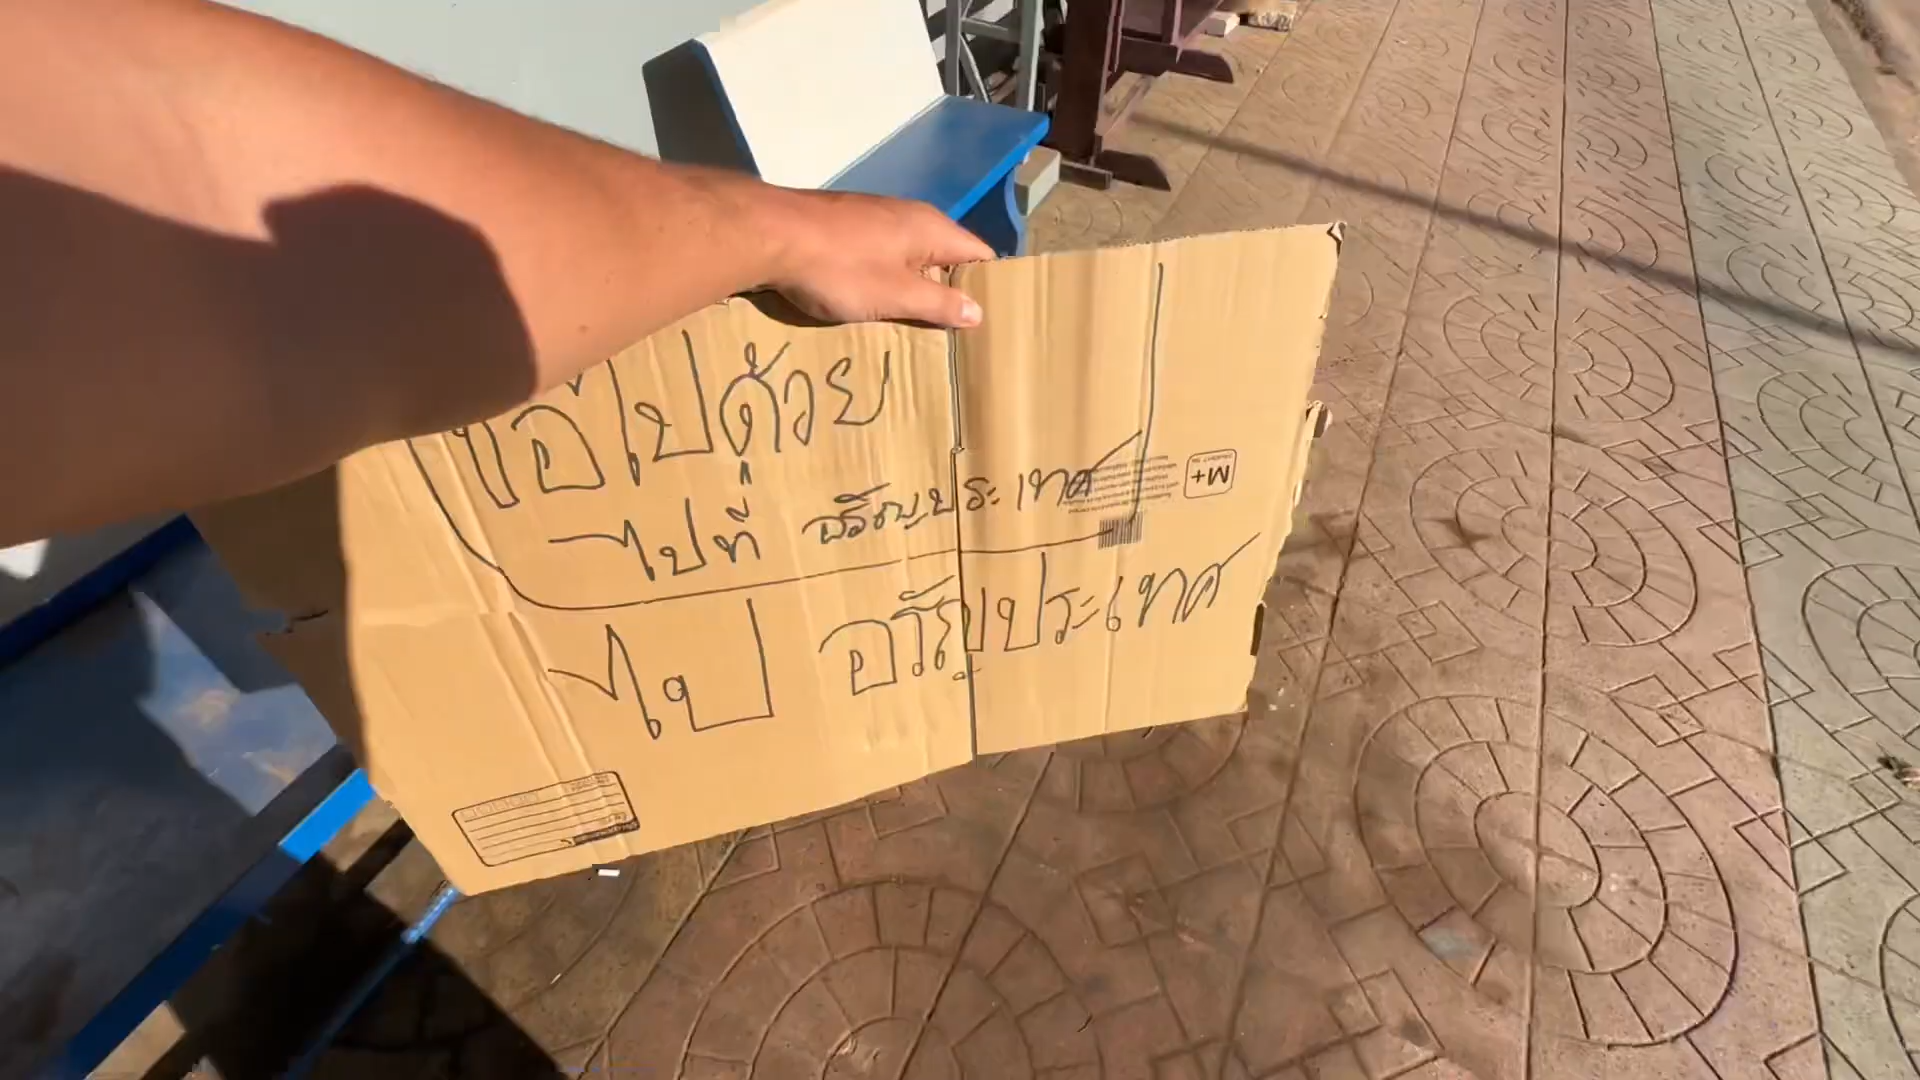 ขอไปด้วย
ไปที่ อรัญประเทศ
M+
ไป อรัญประเทศ